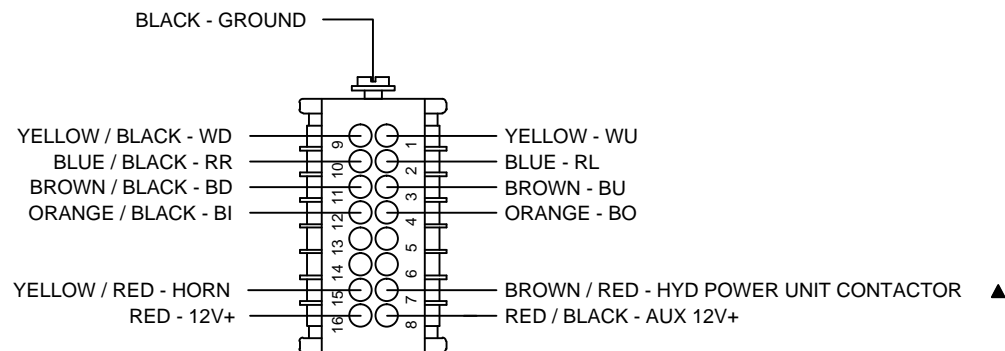 BLACK - GROUND
YELLOW / BLACK - WD 9 1 YELLOW - WU
BLUE / BLACK - RR 10 2 BLUE - RL
BROWN / BLACK - BD 11 3 BROWN - BU
ORANGE / BLACK - BI 12 4 ORANGE - BO
13 5
14 6
YELLOW / RED - HORN 15 7 BROWN / RED - HYD POWER UNIT CONTACTOR
RED - 12V+ 16 8 RED / BLACK - AUX 12V+